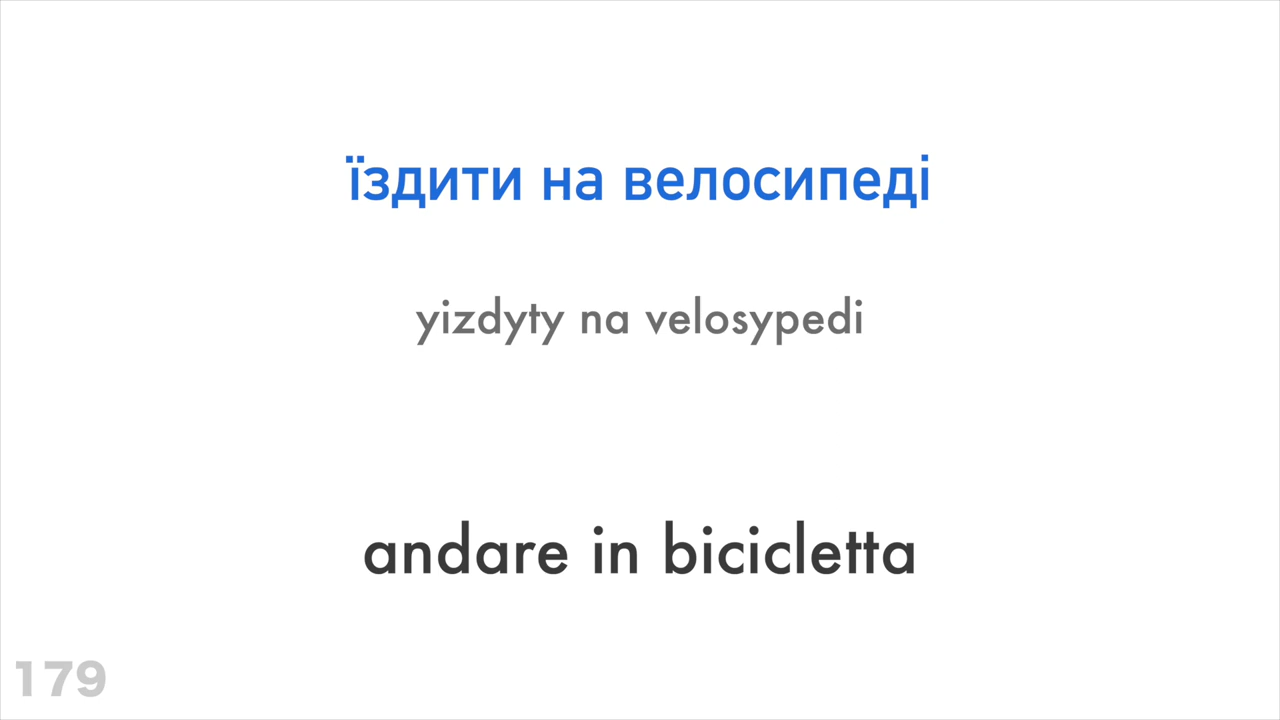 їздити на велосипеді
yizdyty na velosypedi
andare in bicicletta
179